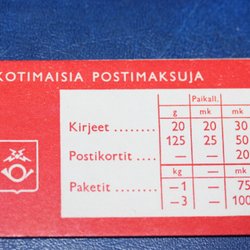 KOTIMAISIA POSTIMAKSUJA
Paikall.
g mk mk
Kirjeet ........ 20 20 30
125 25 50
Postikortit .... — — 20
kg — mk
Paketit ........ —1 — 75
—3 — 100